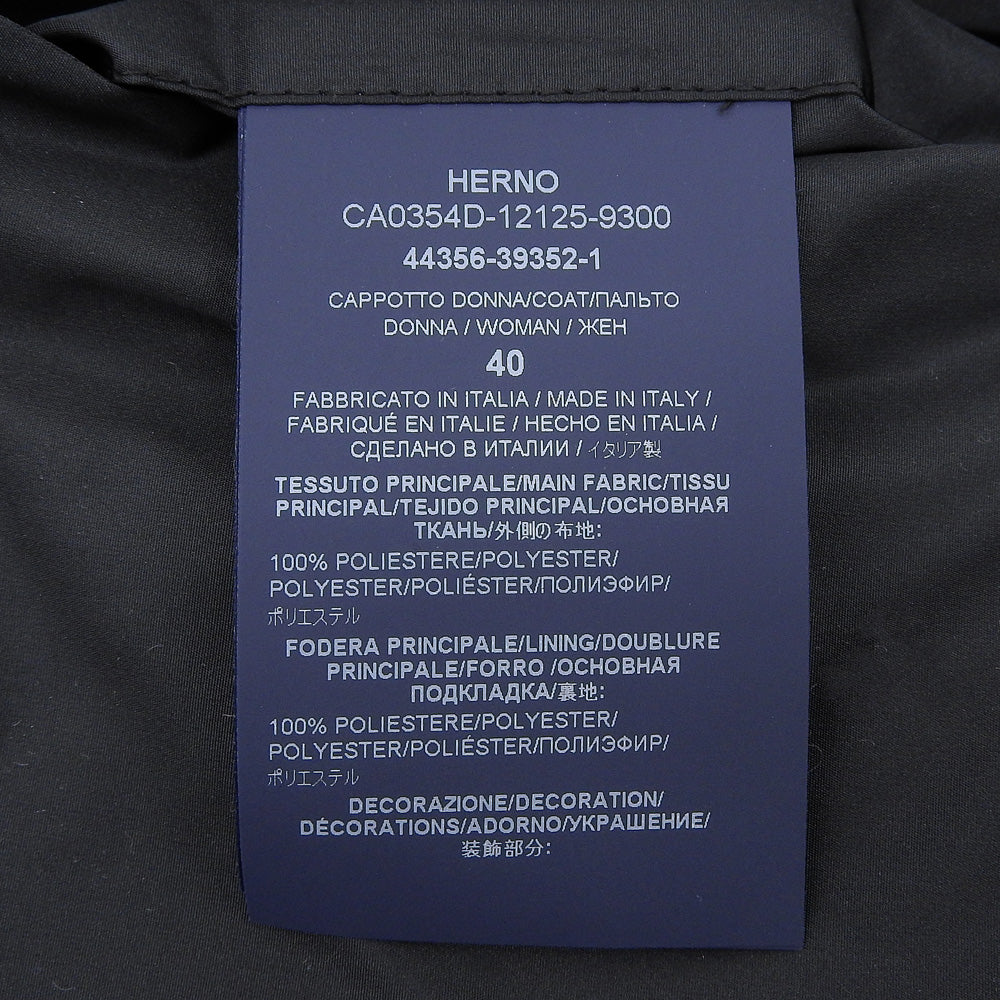 HERNO
CA0354D-12125-9300
44356-39352-1
CAPPOTTO DONNA/COAT/ПАЛЬТО
DONNA / WOMAN / ЖЕН
40
FABBRICATO IN ITALIA / MADE IN ITALY /
FABRIQUÉ EN ITALIE / HECHO EN ITALIA /
СДЕЛАНО В ИТАЛИИ / イタリア製
TESSUTO PRINCIPALE/MAIN FABRIC/TISSU
PRINCIPAL/TEJIDO PRINCIPAL/ОСНОВНАЯ
ТКАНЬ/外側の布地:
100% POLIESTERE/POLYESTER/
POLYESTER/POLIÉSTER/ПОЛИЭФИР/
ポリエステル
FODERA PRINCIPALE/LINING/DOUBLURE
PRINCIPALE/FORRO /ОСНОВНАЯ
ПОДКЛАДКА/裏地:
100% POLIESTERE/POLYESTER/
POLYESTER/POLIÉSTER/ПОЛИЭФИР/
ポリエステル
DECORAZIONE/DECORATION/
DÉCORATIONS/ADORNO/УКРАШЕНИЕ/
装飾部分: